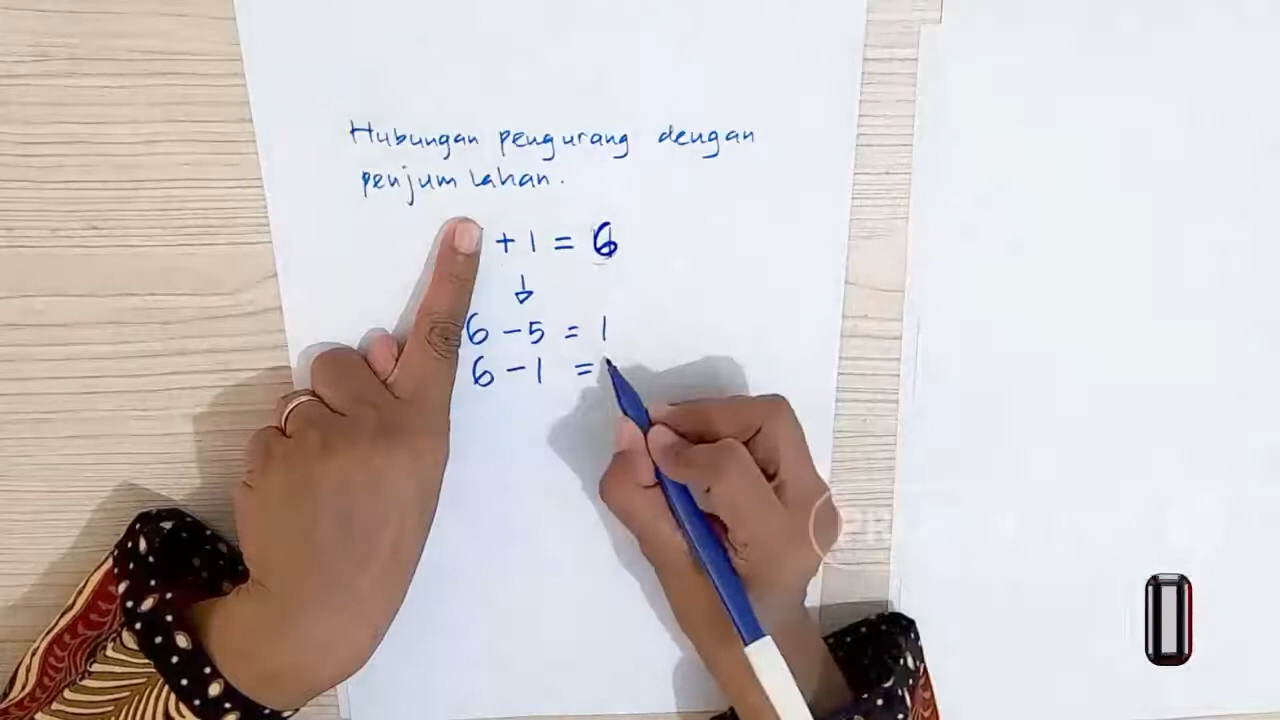 Hubungan pengurang dengan
penjumlahan.
+ 1 = 6
6 - 5 = 1
6 - 1 =